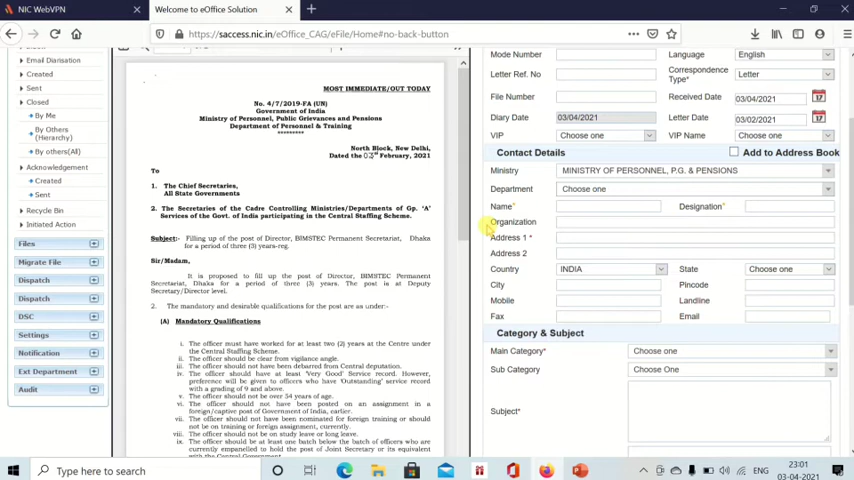 NIC WebVPN
Welcome to eOffice Solution
https://saccess.nic.in/eOffice_CAG/eFile/Home#no-back-button
Email Diarisation
Created
Sent
Closed
By Me
By Others
(Hierarchy)
By others(All)
Acknowledgement
Created
Sent
Recycle Bin
Initiated Action
Files
Migrate File
Dispatch
Dispatch
DSC
Settings
Notification
Ext Department
Audit
MOST IMMEDIATE/OUT TODAY
No. 4/7/2019-FA (UN)
Government of India
Ministry of Personnel, Public Grievances and Pensions
Department of Personnel & Training
********
North Block, New Delhi,
Dated the 03rd February, 2021
To
1. The Chief Secretaries,
All State Governments
2. The Secretaries of the Cadre Controlling Ministries/Departments of Gp. 'A'
Services of the Govt. of India participating in the Central Staffing Scheme.
Subject:- Filling up of the post of Director, BIMSTEC Permanent Secretariat, Dhaka
for a period of three (3) years-reg.
Sir/Madam,
It is proposed to fill up the post of Director, BIMSTEC Permanent
Secretariat, Dhaka for a period of three (3) years. The post is at Deputy
Secretary/Director level.
2. The mandatory and desirable qualifications for the post are as under:-
(A) Mandatory Qualifications
i. The officer must have worked for at least two (2) years at the Centre under
the Central Staffing Scheme.
ii. The officer should be clear from vigilance angle.
iii. The officer should not have been debarred from Central deputation.
iv. The officer should have at least 'Very Good' Service record. However,
preference will be given to officers who have 'Outstanding' service record
with a grading of 9 and above.
v. The officer should not be over 54 years of age.
vi. The officer should not have been posted on an assignment in a
foreign/captive post of Government of India, earlier.
vii. The officer should not have been nominated for foreign training or should
not be on training or foreign assignment, currently.
viii. The officer should not be on study leave or long leave.
ix. The officer should be at least one batch below the batch of officers who are
currently empanelled to hold the post of Joint Secretary or its equivalent
Mode Number
Language English
Letter Ref. No
Correspondence
Type* Letter
File Number
Received Date 03/04/2021
Diary Date 03/04/2021
Letter Date 03/02/2021
VIP Choose one
VIP Name Choose one
Contact Details
Add to Address Book
Ministry MINISTRY OF PERSONNEL, P.G. & PENSIONS
Department Choose one
Name*
Designation*
Organization
Address 1 *
Address 2
Country INDIA
State Choose one
City
Pincode
Mobile
Landline
Fax
Email
Category & Subject
Main Category* Choose one
Sub Category Choose One
Subject*
Type here to search
ENG
23:01
03-04-2021